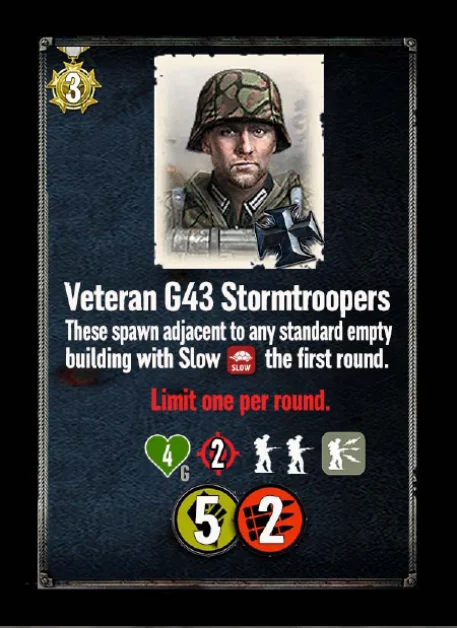 3
Veteran G43 Stormtroopers
These spawn adjacent to any standard empty
building with Slow SLOW the first round.
Limit one per round.
4 G 2
5 2